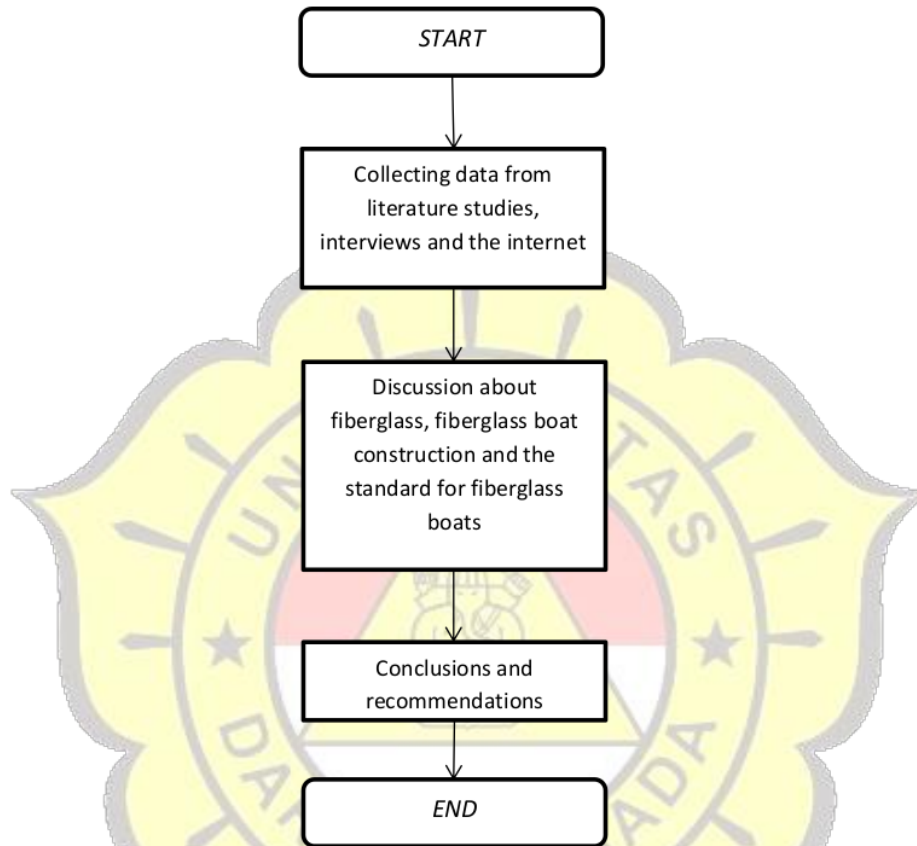 START
Collecting data from
literature studies,
interviews and the internet
Discussion about
fiberglass, fiberglass boat
construction and the
standard for fiberglass
boats
Conclusions and
recommendations
END